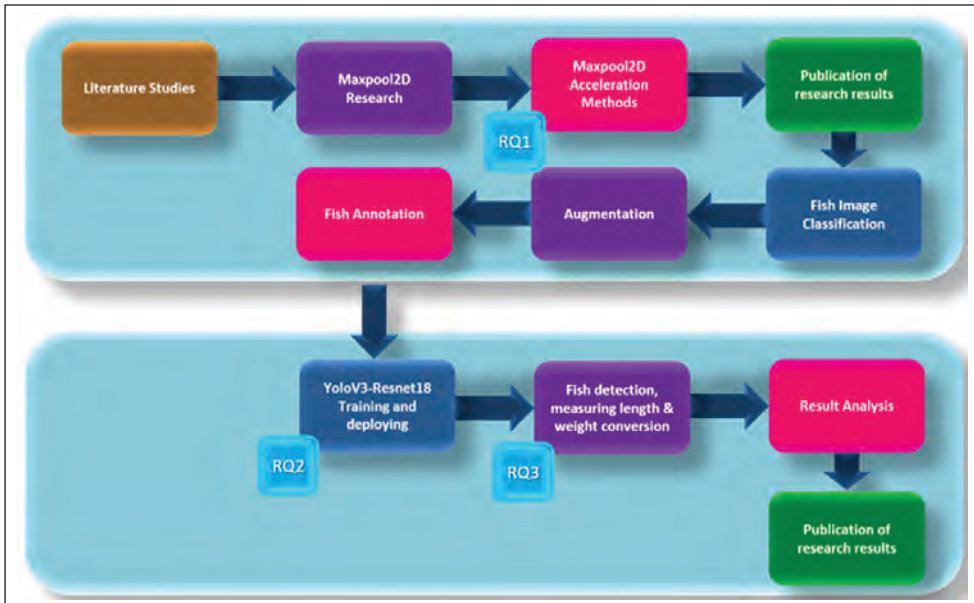 Literature Studies
Maxpool2D
Research
Maxpool2D
Acceleration
Methods
Publication of
research results
RQ1
Fish Annotation
Augmentation
Fish Image
Classification
YoloV3-Resnet18
Training and
deploying
Fish detection,
measuring length &
weight conversion
Result Analysis
RQ2
RQ3
Publication of
research results